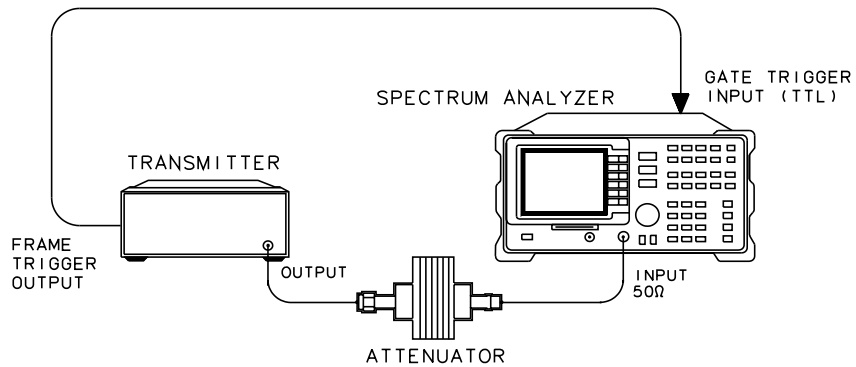 GATE TRIGGER
INPUT (TTL)
SPECTRUM ANALYZER
TRANSMITTER
FRAME
TRIGGER
OUTPUT
OUTPUT
INPUT
50Ω
ATTENUATOR